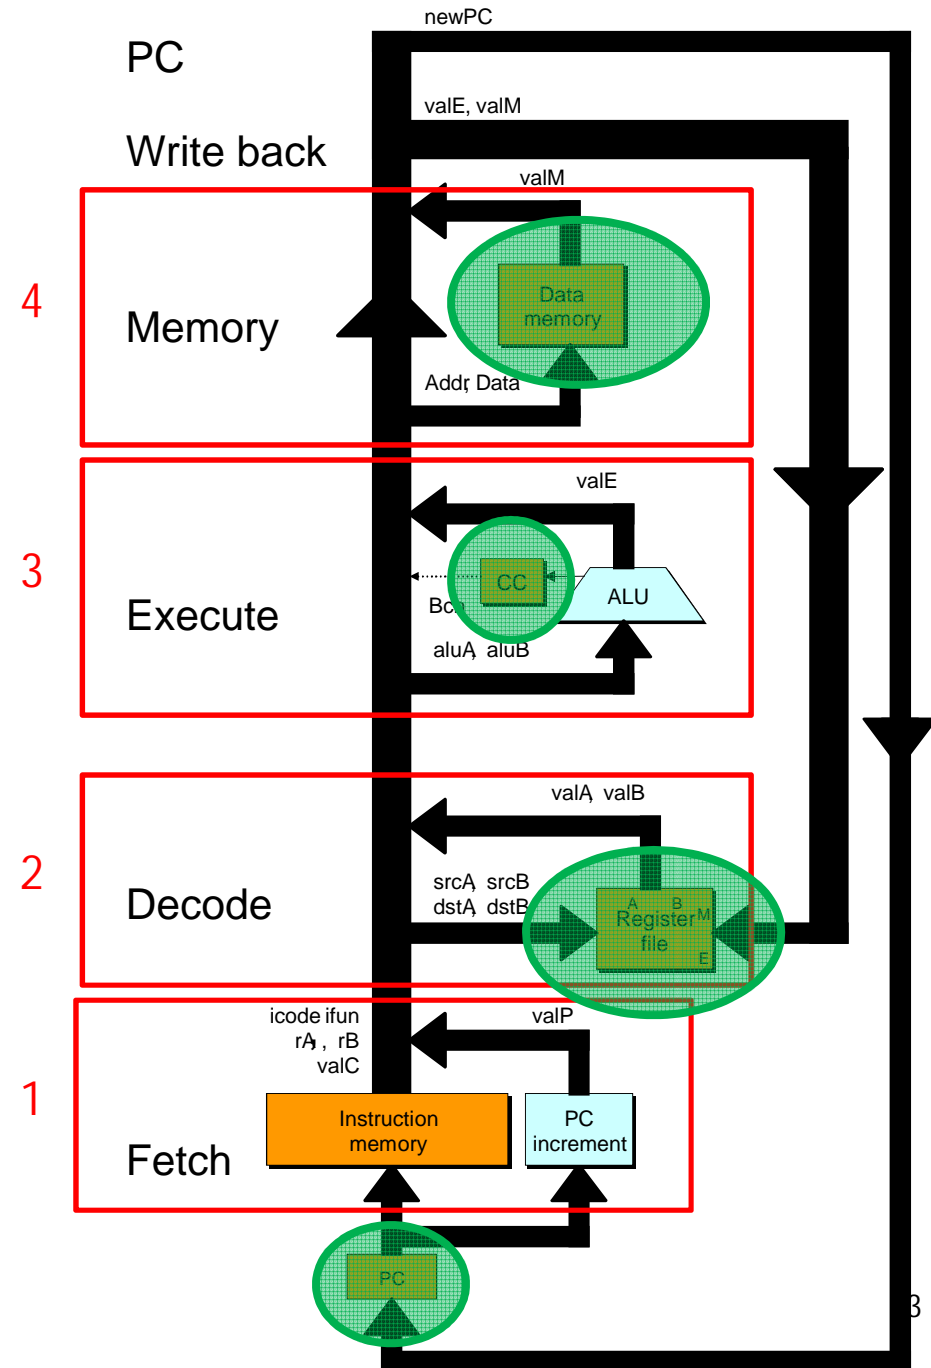 newPC
PC
valE, valM
Write back
valM
4
Data
memory
Memory
Addr, Data
valE
3
CC
ALU
Execute
aluA, aluB
valA, valB
2
srcA, srcB
dstA, dstB
A B
M
Register
file
E
Decode
icode ifun
rA, , rB
valC
valP
1
Instruction
memory
PC
increment
Fetch
PC
3